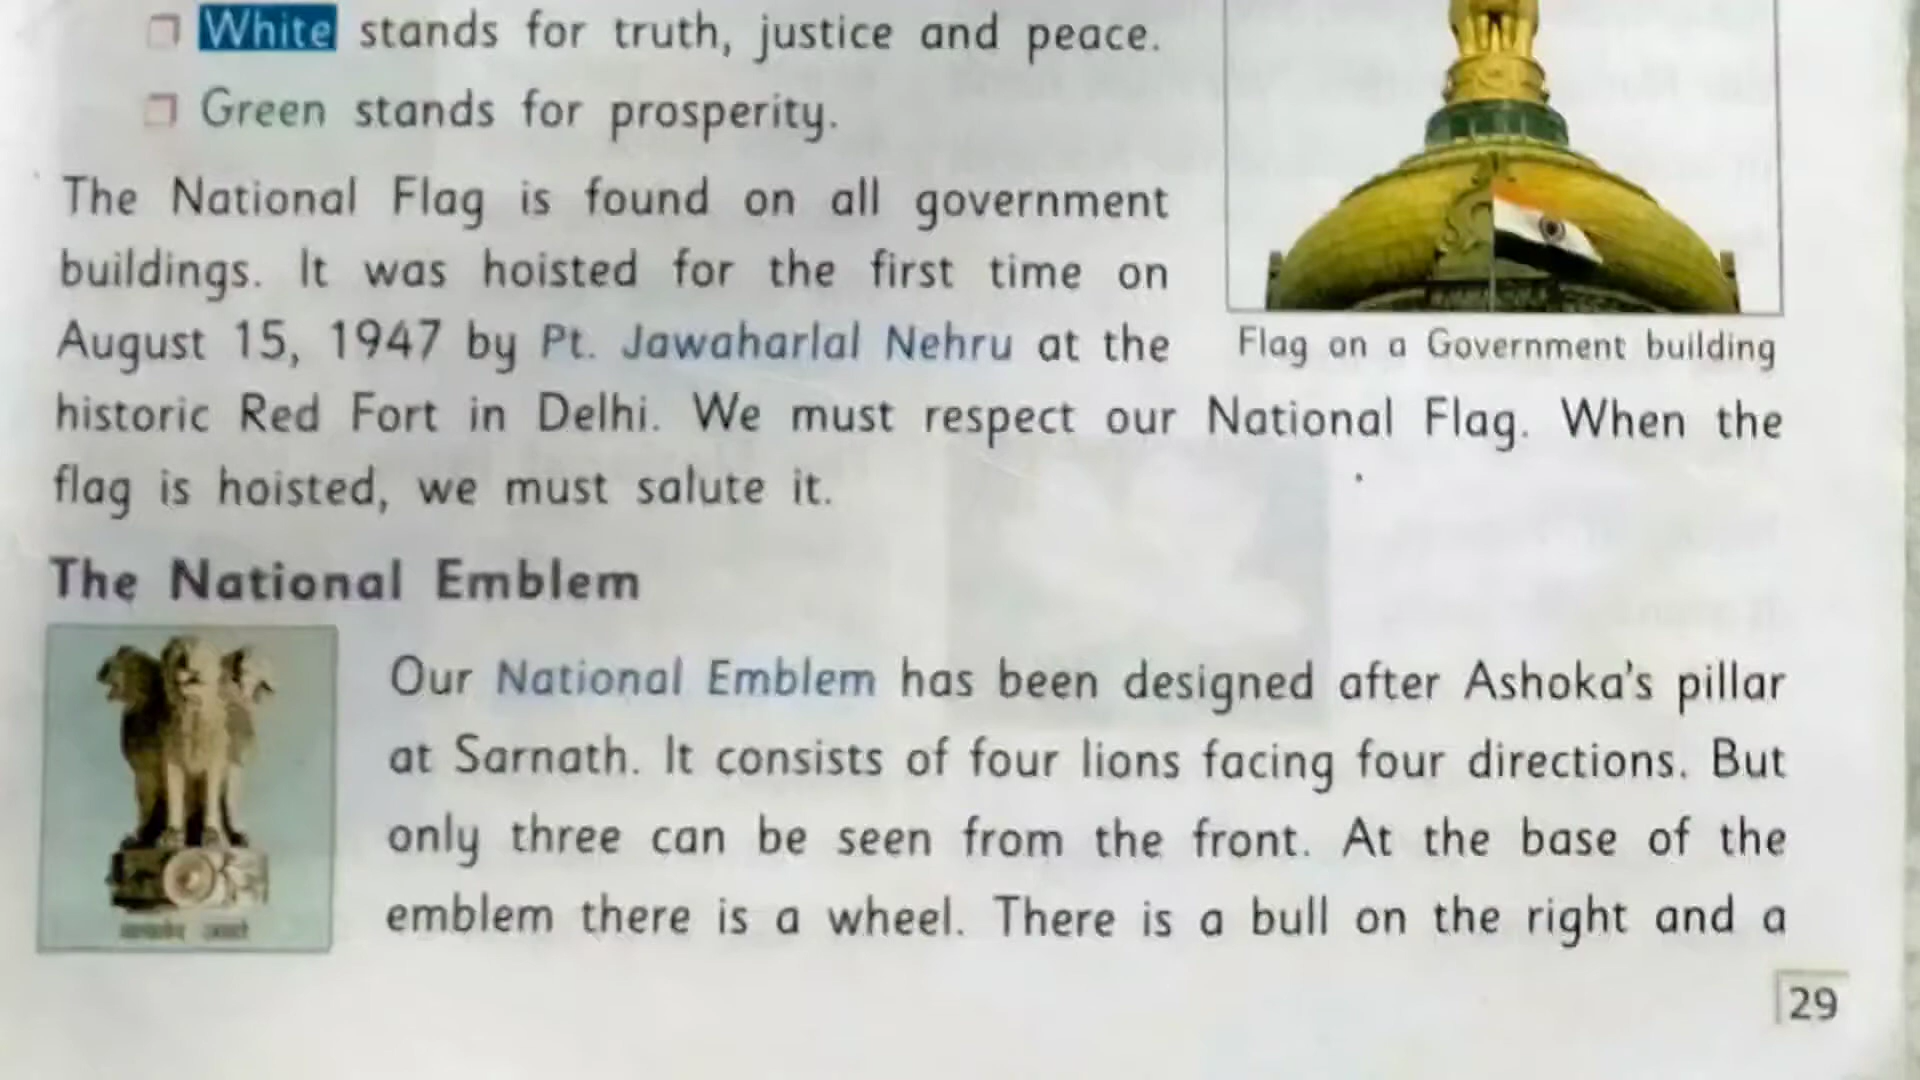 White stands for truth, justice and peace.
Green stands for prosperity.
The National Flag is found on all government
buildings. It was hoisted for the first time on
August 15, 1947 by Pt. Jawaharlal Nehru at the
historic Red Fort in Delhi. We must respect our National Flag. When the
flag is hoisted, we must salute it.
Flag on a Government building
The National Emblem
Our National Emblem has been designed after Ashoka's pillar
at Sarnath. It consists of four lions facing four directions. But
only three can be seen from the front. At the base of the
emblem there is a wheel. There is a bull on the right and a
29